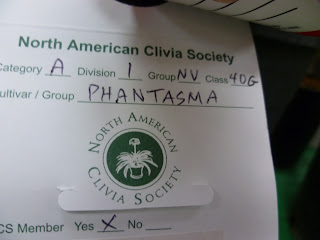 North American Clivia Society
Category A Division 1 Group NV Class 40G
ultivar / Group PHANTASMA
NORTH AMERICAN
CLIVIA SOCIETY
CS Member Yes X No